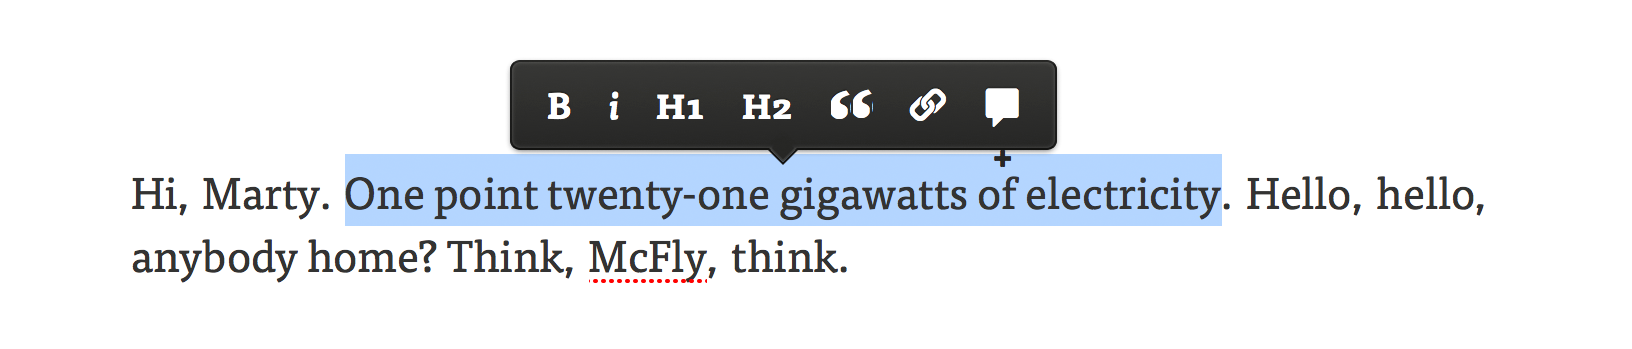 B i H1 H2 “
Hi, Marty. One point twenty-one gigawatts of electricity. Hello, hello,
anybody home? Think, McFly, think.